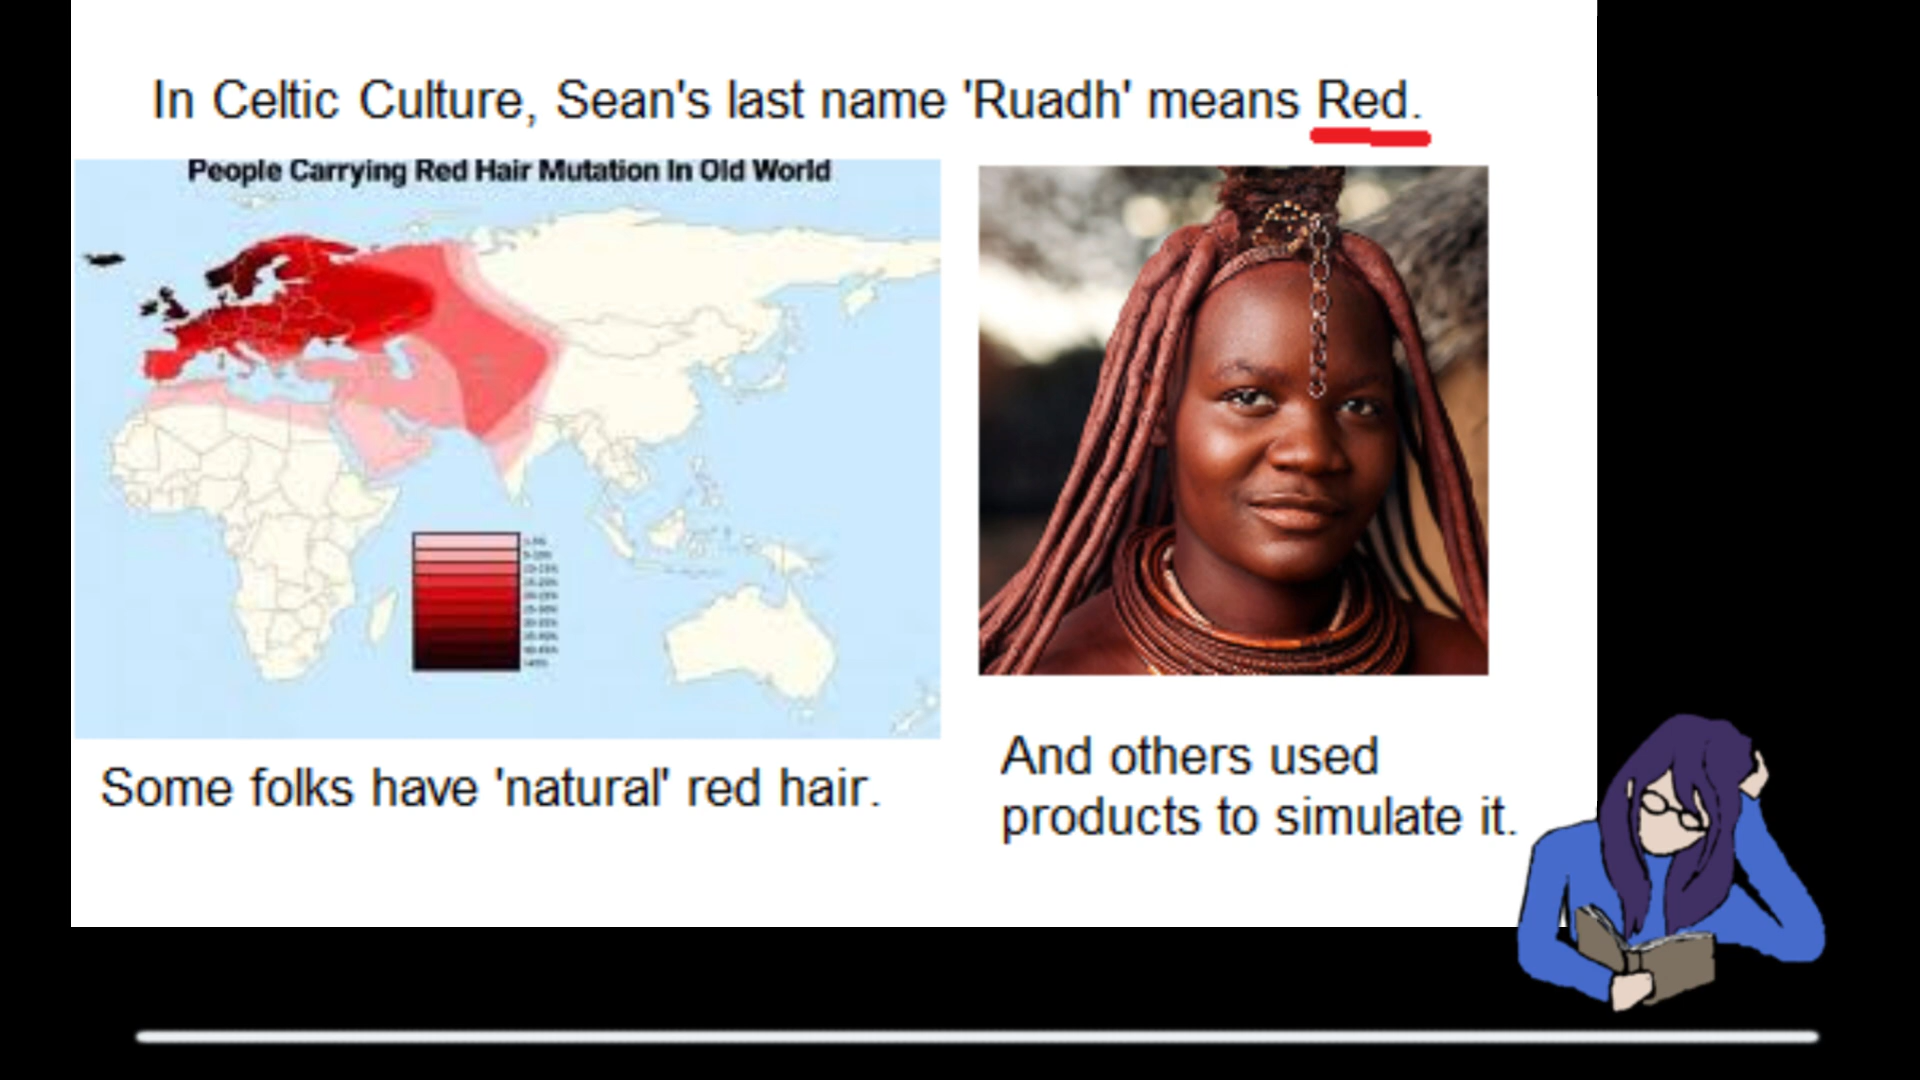 In Celtic Culture, Sean's last name 'Ruadh' means Red.
People Carrying Red Hair Mutation In Old World
Some folks have 'natural' red hair.
And others used
products to simulate it.